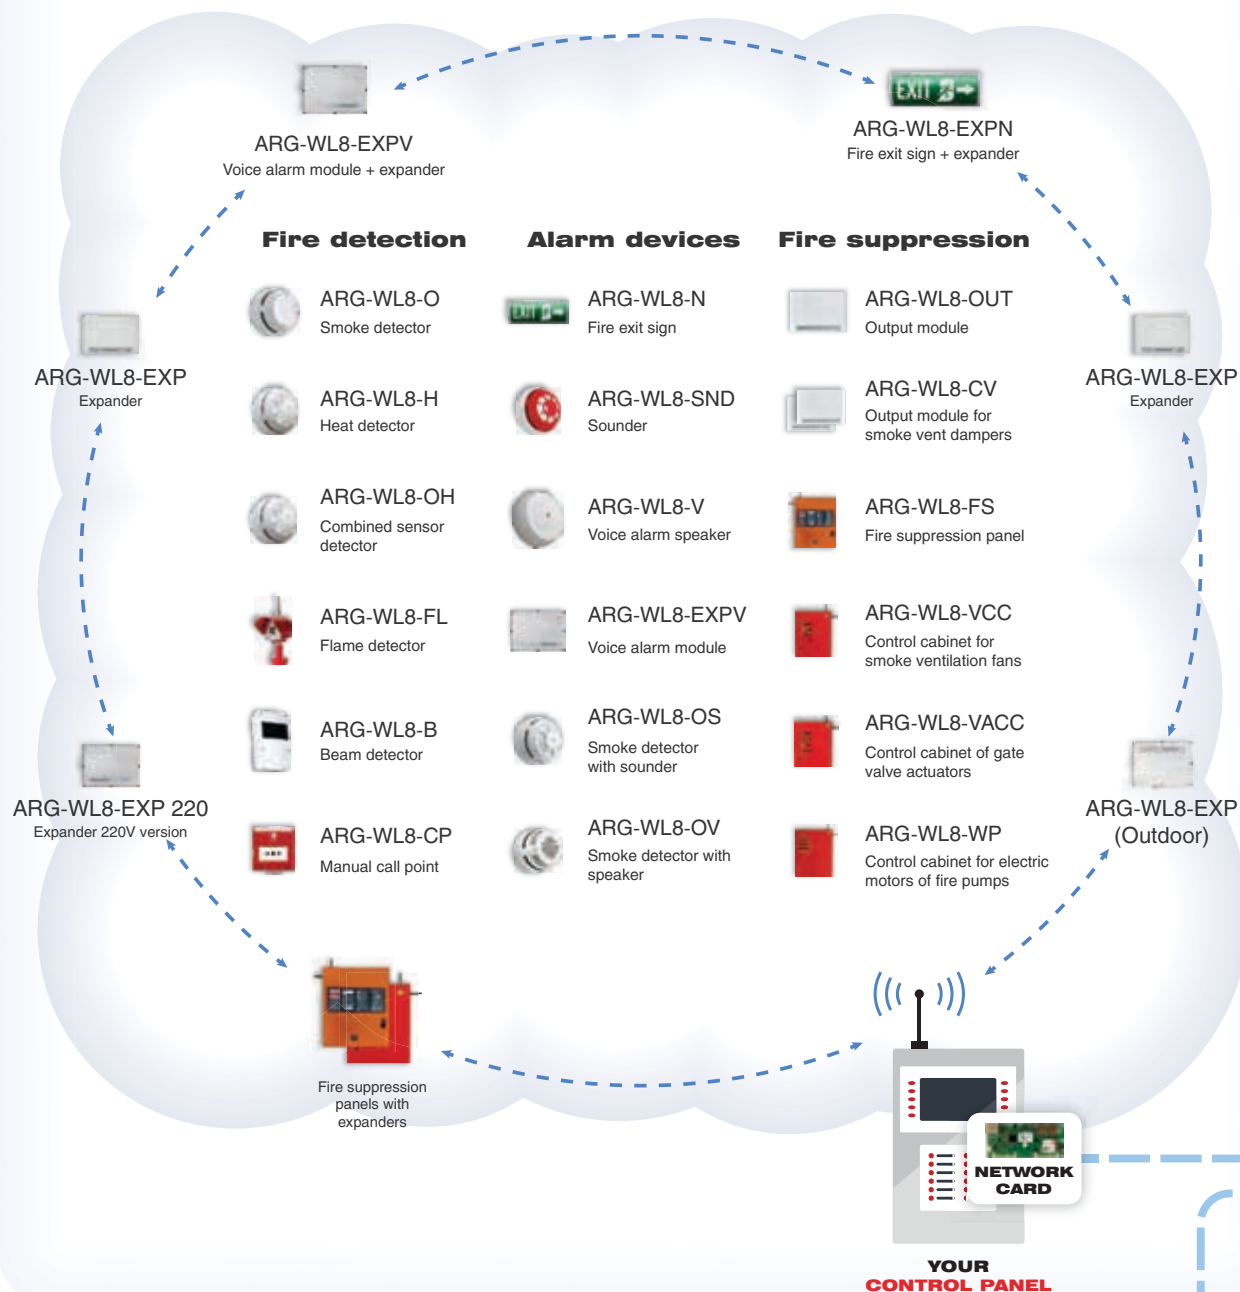 ARG-WL8-EXPV
Voice alarm module + expander
EXIT
ARG-WL8-EXPN
Fire exit sign + expander
ARG-WL8-EXP
Expander
ARG-WL8-EXP
Expander
ARG-WL8-EXP 220
Expander 220V version
ARG-WL8-EXP
(Outdoor)
Fire detection
ARG-WL8-O
Smoke detector
ARG-WL8-H
Heat detector
ARG-WL8-OH
Combined sensor
detector
ARG-WL8-FL
Flame detector
ARG-WL8-B
Beam detector
ARG-WL8-CP
Manual call point
Alarm devices
EXIT
ARG-WL8-N
Fire exit sign
ARG-WL8-SND
Sounder
ARG-WL8-V
Voice alarm speaker
ARG-WL8-EXPV
Voice alarm module
ARG-WL8-OS
Smoke detector
with sounder
ARG-WL8-OV
Smoke detector with
speaker
Fire suppression
ARG-WL8-OUT
Output module
ARG-WL8-CV
Output module for
smoke vent dampers
ARG-WL8-FS
Fire suppression panel
ARG-WL8-VCC
Control cabinet for
smoke ventilation fans
ARG-WL8-VACC
Control cabinet of gate
valve actuators
ARG-WL8-WP
Control cabinet for electric
motors of fire pumps
Fire suppression
panels with
expanders
NETWORK
CARD
YOUR
CONTROL PANEL